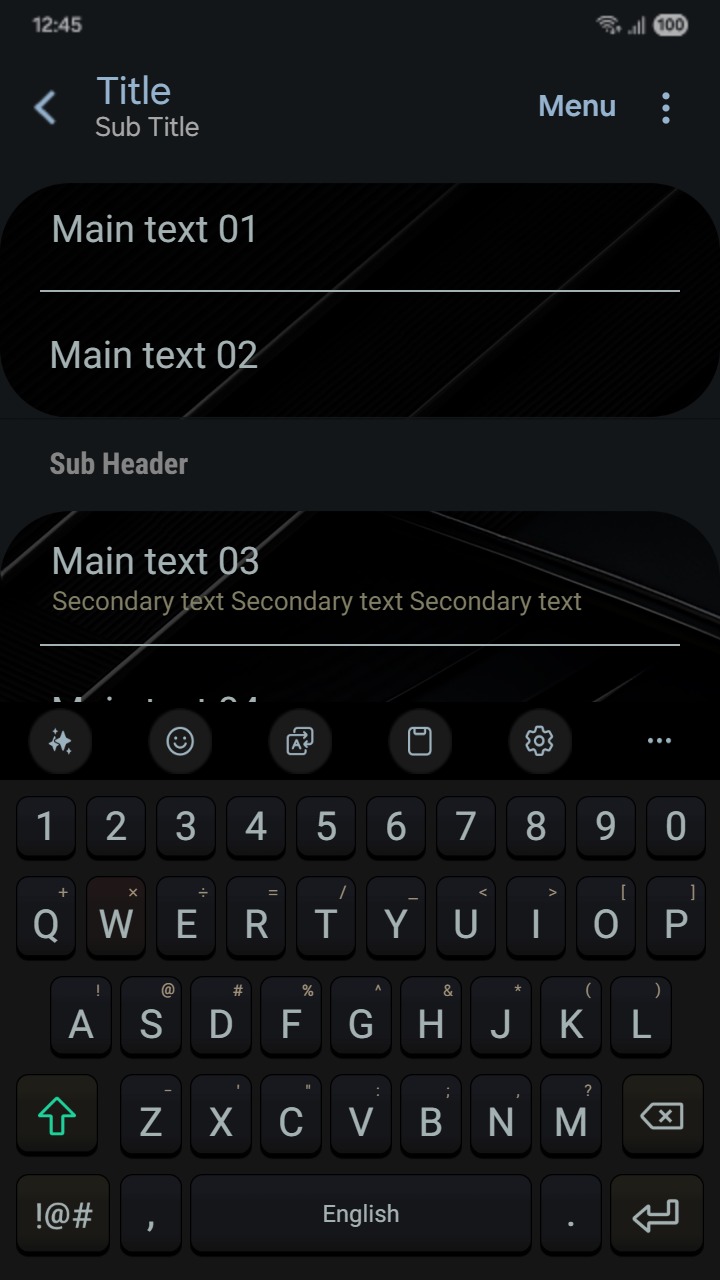 12:45
100
Title
Menu
Sub Title
Main text 01
Main text 02
Sub Header
Main text 03
Secondary text Secondary text Secondary text
1 2 3 4 5 6 7 8 9 0
+ × ÷ = / _ < > [ ]
Q W E R T Y U I O P
! @ # % ^ & * ( )
A S D F G H J K L
- ' " : ; , ?
Z X C V B N M
!@# , English .